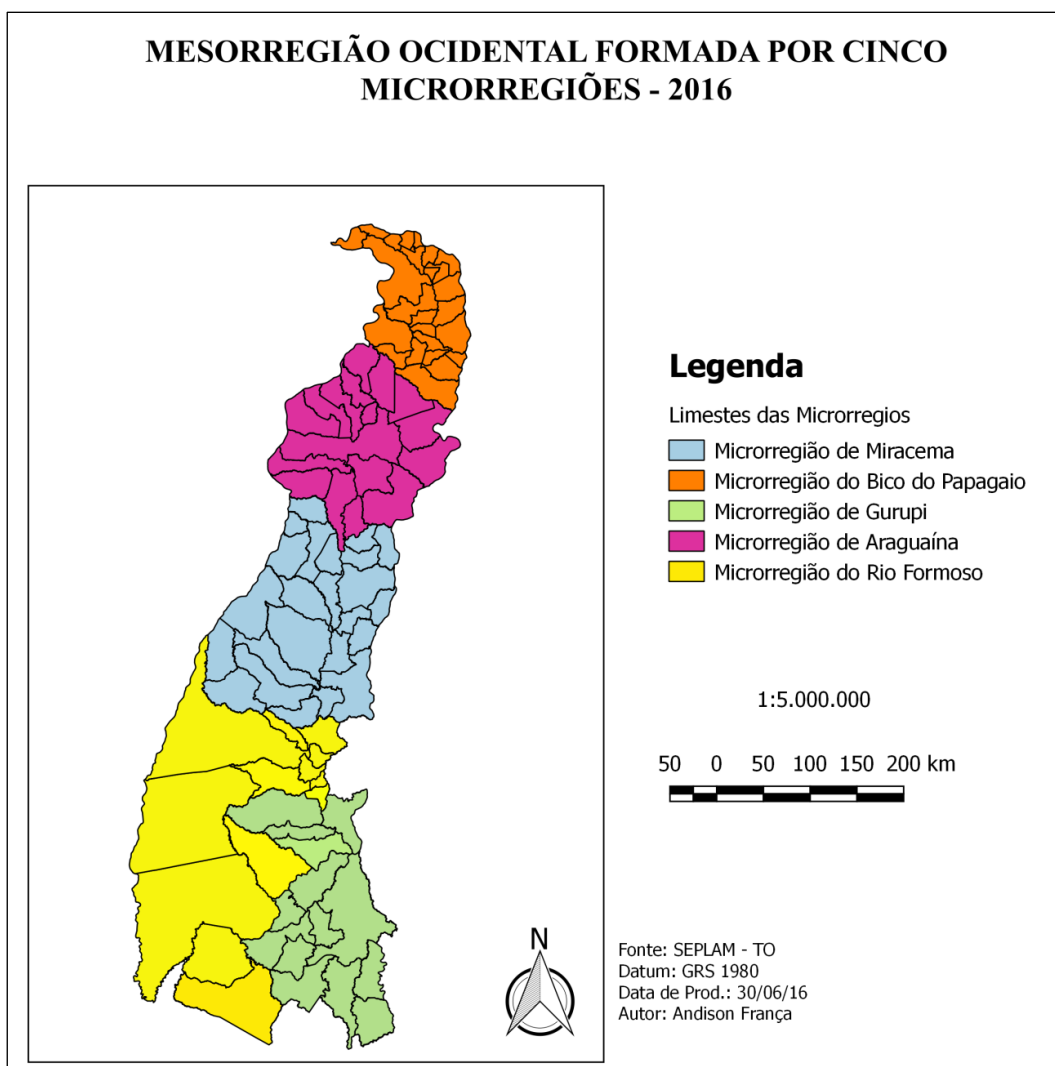 MESORREGIÃO OCIDENTAL FORMADA POR CINCO
MICRORREGIÕES - 2016
Legenda
Limestes das Microrregios
Microrregião de Miracema
Microrregião do Bico do Papagaio
Microrregião de Gurupi
Microrregião de Araguaína
Microrregião do Rio Formoso
1:5.000.000
50 0 50 100 150 200 km
N
Fonte: SEPLAM - TO
Datum: GRS 1980
Data de Prod.: 30/06/16
Autor: Andison França